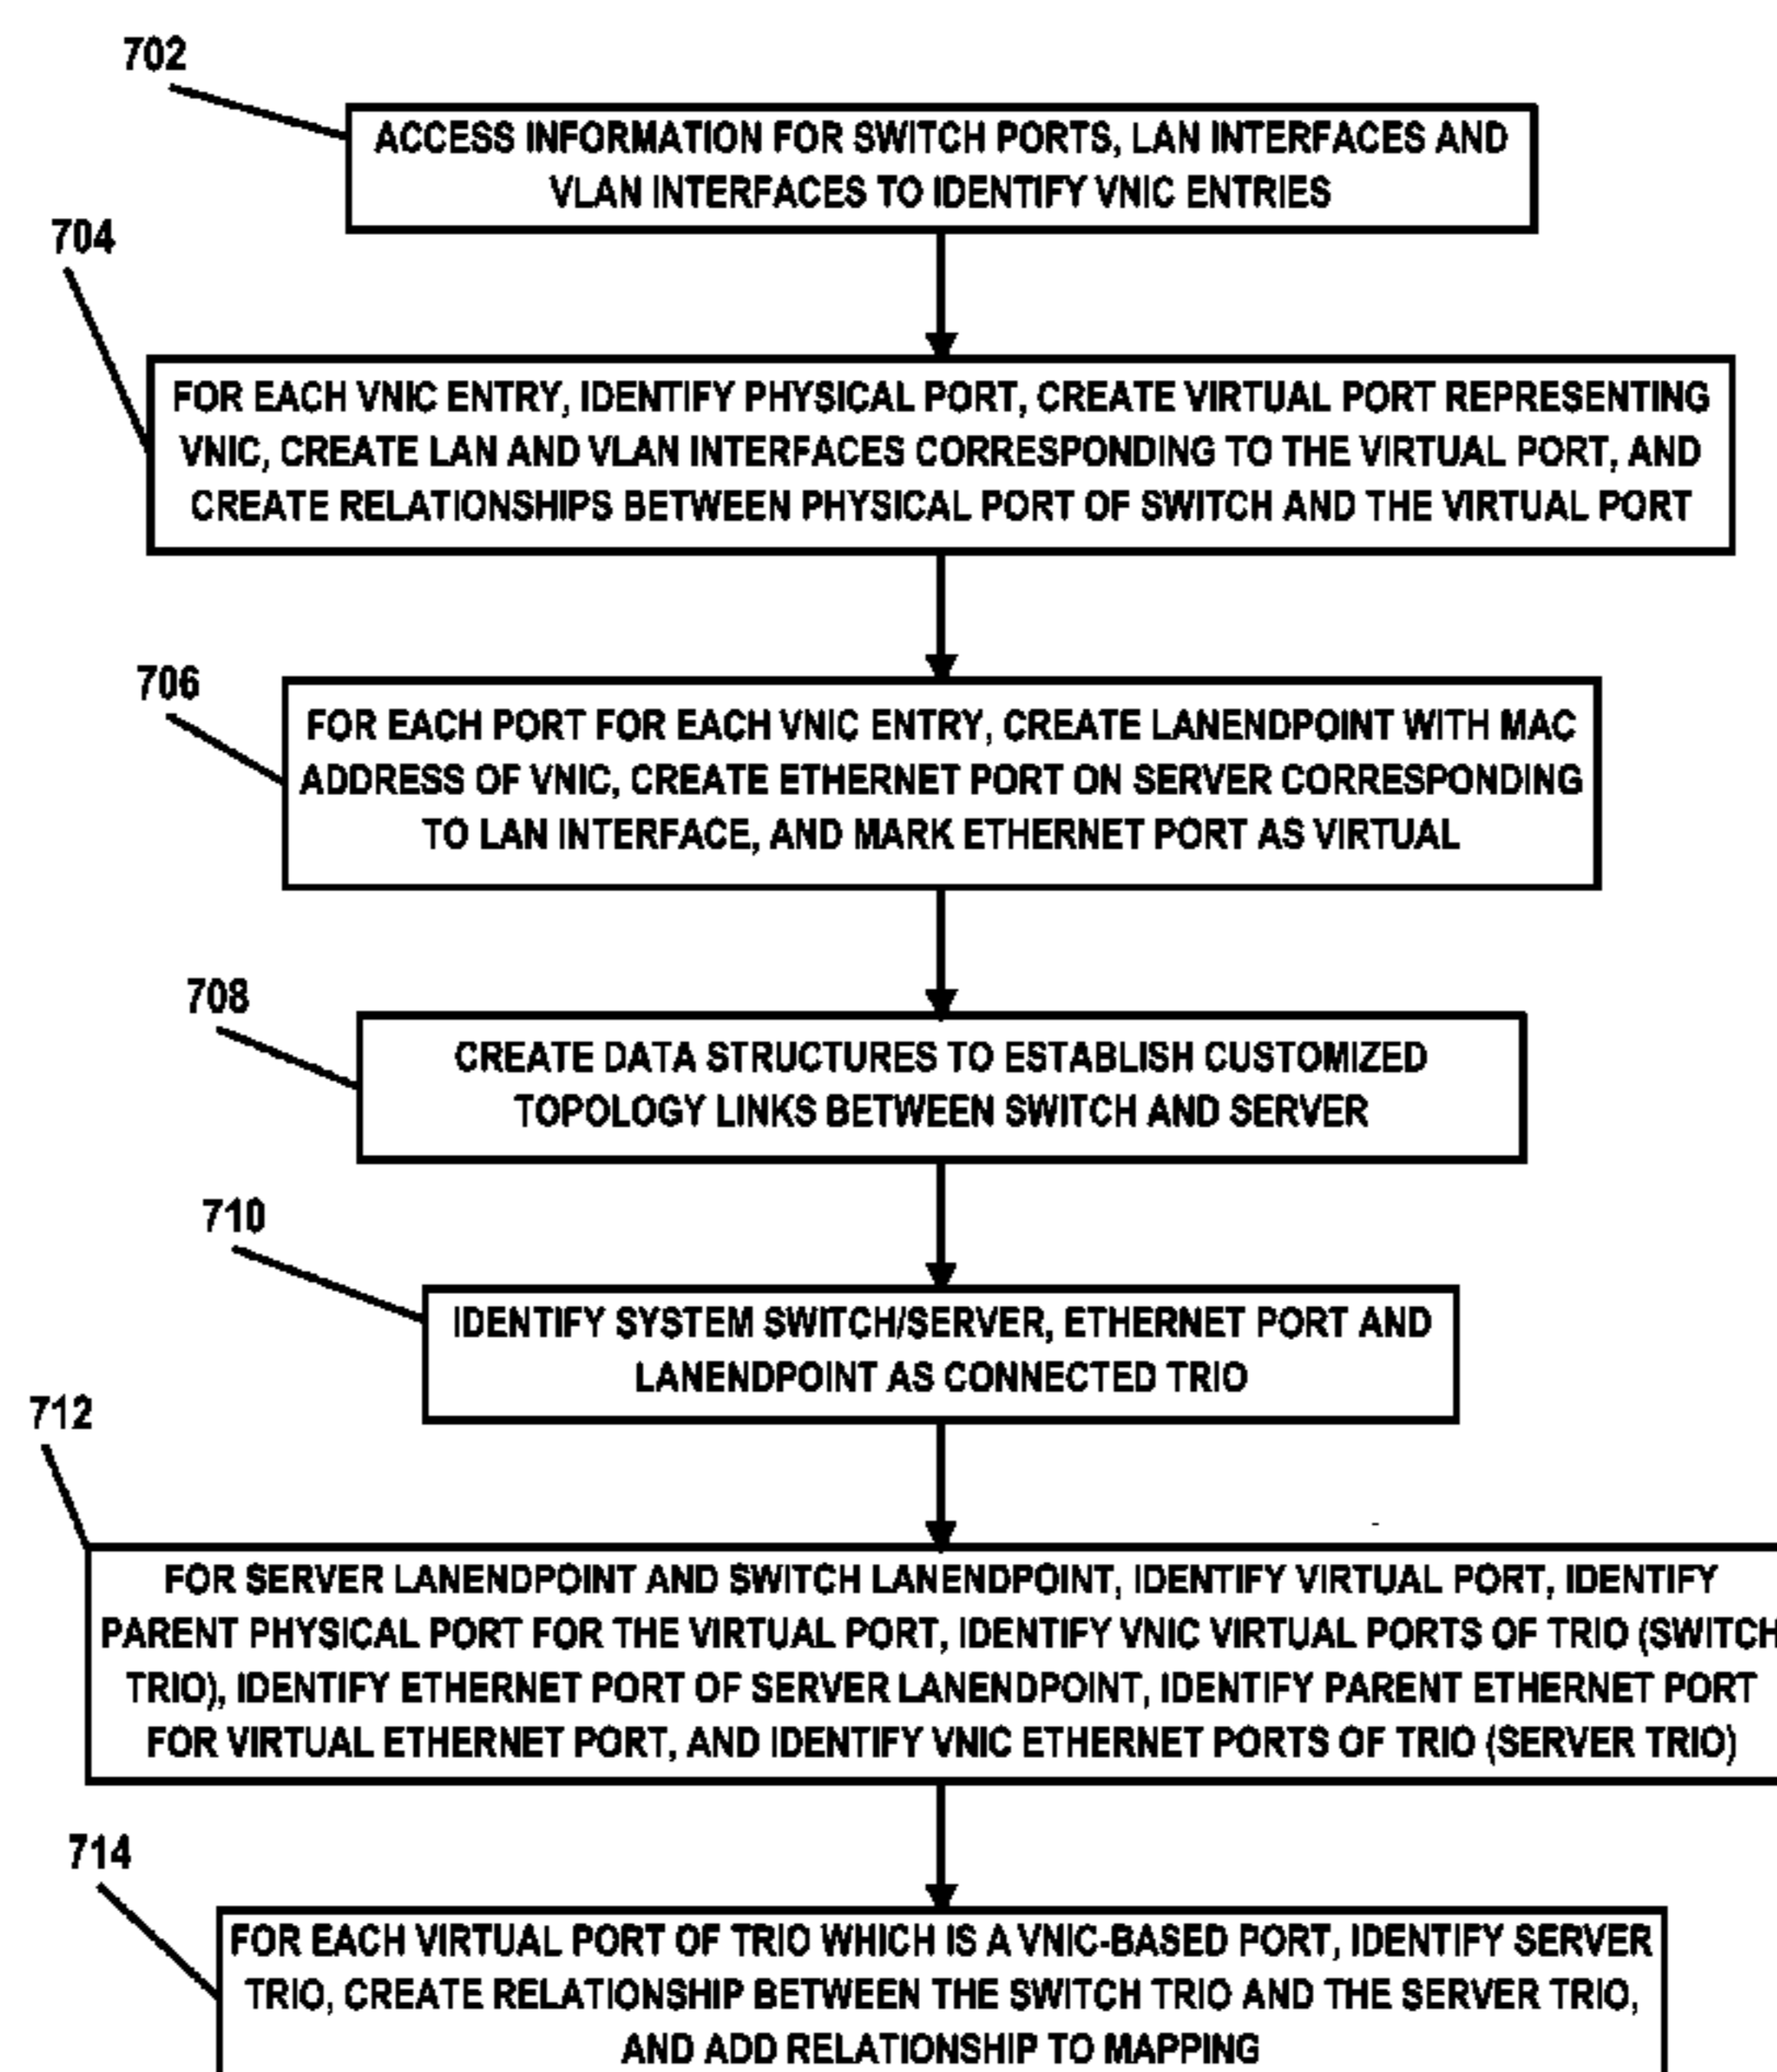 702
ACCESS INFORMATION FOR SWITCH PORTS, LAN INTERFACES AND
VLAN INTERFACES TO IDENTIFY VNIC ENTRIES
704
FOR EACH VNIC ENTRY, IDENTIFY PHYSICAL PORT, CREATE VIRTUAL PORT REPRESENTING
VNIC, CREATE LAN AND VLAN INTERFACES CORRESPONDING TO THE VIRTUAL PORT, AND
CREATE RELATIONSHIPS BETWEEN PHYSICAL PORT OF SWITCH AND THE VIRTUAL PORT
706
FOR EACH PORT FOR EACH VNIC ENTRY, CREATE LANENDPOINT WITH MAC
ADDRESS OF VNIC, CREATE ETHERNET PORT ON SERVER CORRESPONDING
TO LAN INTERFACE, AND MARK ETHERNET PORT AS VIRTUAL
708
CREATE DATA STRUCTURES TO ESTABLISH CUSTOMIZED
TOPOLOGY LINKS BETWEEN SWITCH AND SERVER
710
IDENTIFY SYSTEM SWITCH/SERVER, ETHERNET PORT AND
LANENDPOINT AS CONNECTED TRIO
712
FOR SERVER LANENDPOINT AND SWITCH LANENDPOINT, IDENTIFY VIRTUAL PORT, IDENTIFY
PARENT PHYSICAL PORT FOR THE VIRTUAL PORT, IDENTIFY VNIC VIRTUAL PORTS OF TRIO (SWITCH
TRIO), IDENTIFY ETHERNET PORT OF SERVER LANENDPOINT, IDENTIFY PARENT ETHERNET PORT
FOR VIRTUAL ETHERNET PORT, AND IDENTIFY VNIC ETHERNET PORTS OF TRIO (SERVER TRIO)
714
FOR EACH VIRTUAL PORT OF TRIO WHICH IS A VNIC-BASED PORT, IDENTIFY SERVER
TRIO, CREATE RELATIONSHIP BETWEEN THE SWITCH TRIO AND THE SERVER TRIO,
AND ADD RELATIONSHIP TO MAPPING